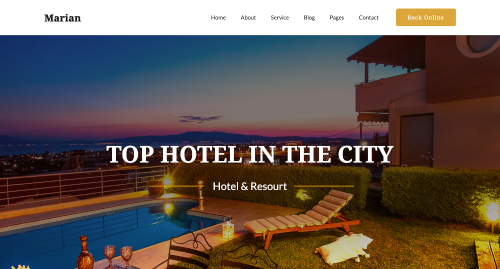 Marian
Home About Service Blog Pages Contact Book Online
TOP HOTEL IN THE CITY
Hotel & Resourt